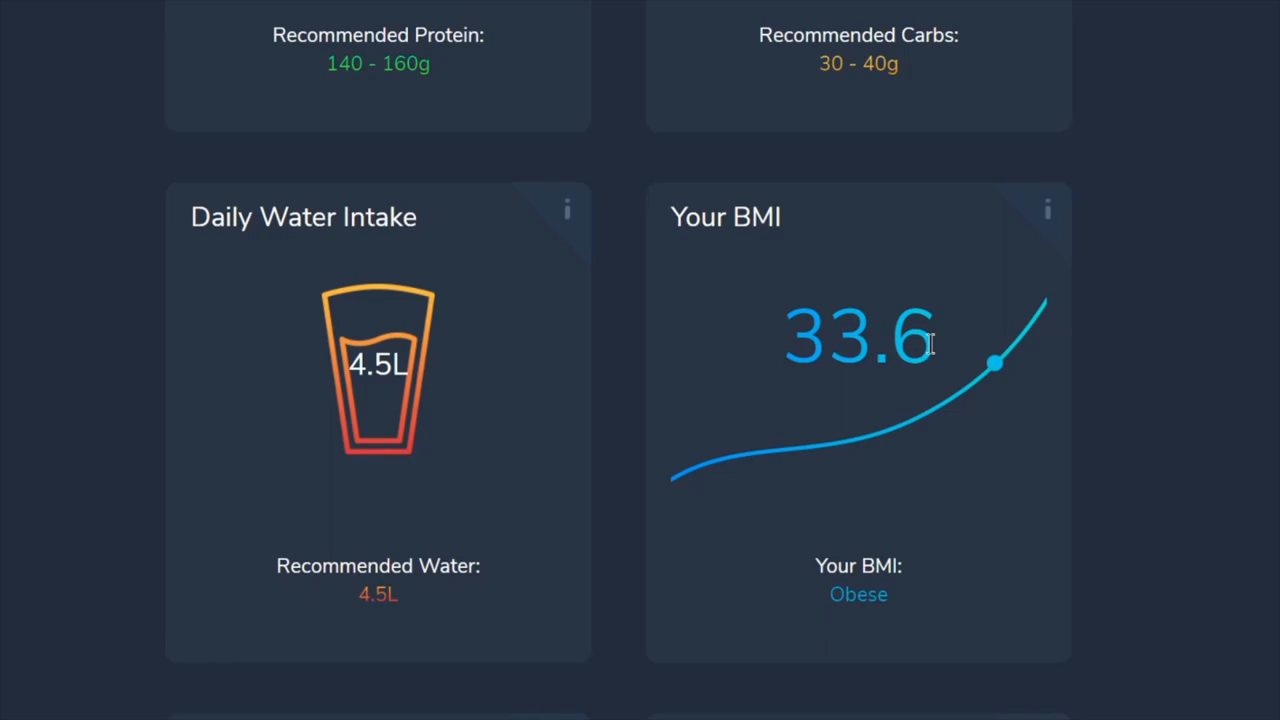 Recommended Protein:
140 - 160g
Recommended Carbs:
30 - 40g
Daily Water Intake
i
4.5L
Recommended Water:
4.5L
Your BMI
i
33.6
Your BMI:
Obese